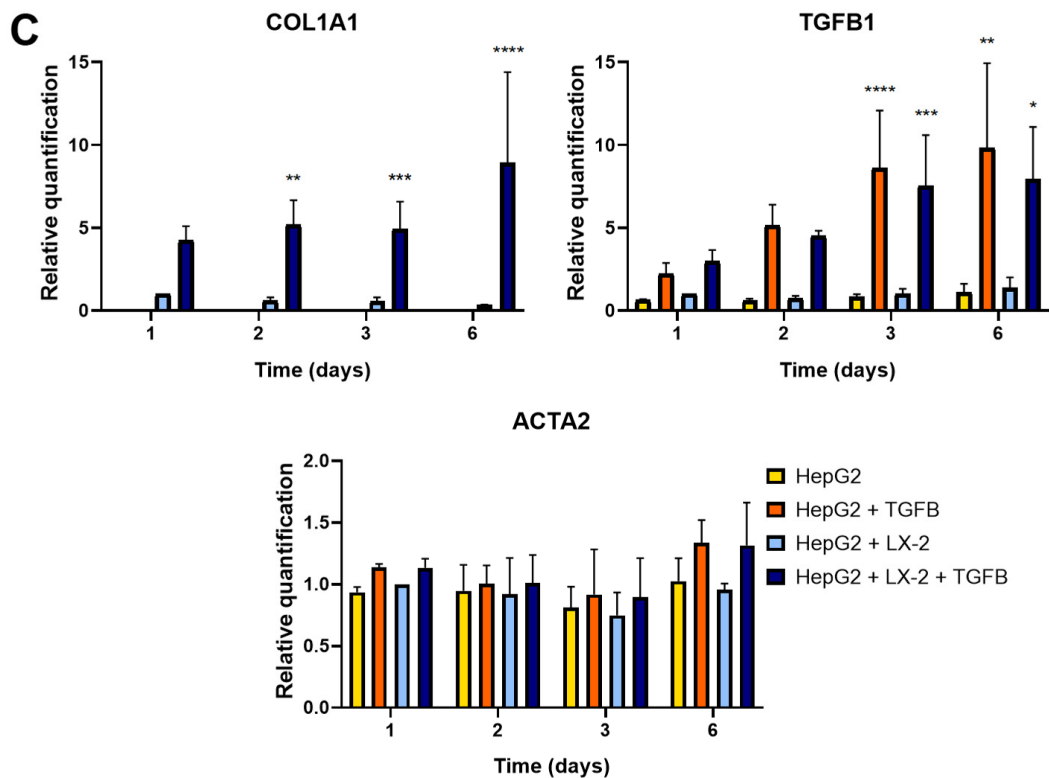 C
COL1A1
Relative quantification
15
10
5
0
** *** ****
1 2 3 6
Time (days)
TGFB1
Relative quantification
15
10
5
0
**** *** ** *
1 2 3 6
Time (days)
ACTA2
Relative quantification
2.0
1.5
1.0
0.5
0.0
1 2 3 6
Time (days)
HepG2
HepG2 + TGFB
HepG2 + LX-2
HepG2 + LX-2 + TGFB